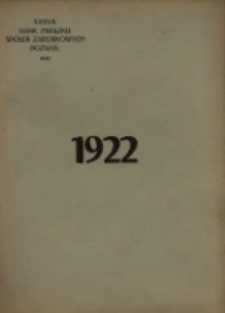 BANK ZWIĄZKU
SPÓŁEK ZAROBKOWYCH
POZNAŃ
1922